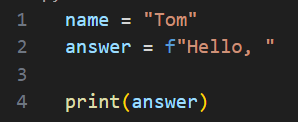 1 name = "Tom"
2 answer = f"Hello, "
3
4 print(answer)